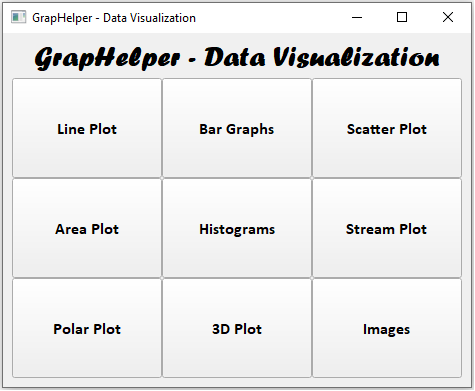 GrapHelper - Data Visualization
GrapHelper - Data Visualization
Line Plot
Bar Graphs
Scatter Plot
Area Plot
Histograms
Stream Plot
Polar Plot
3D Plot
Images